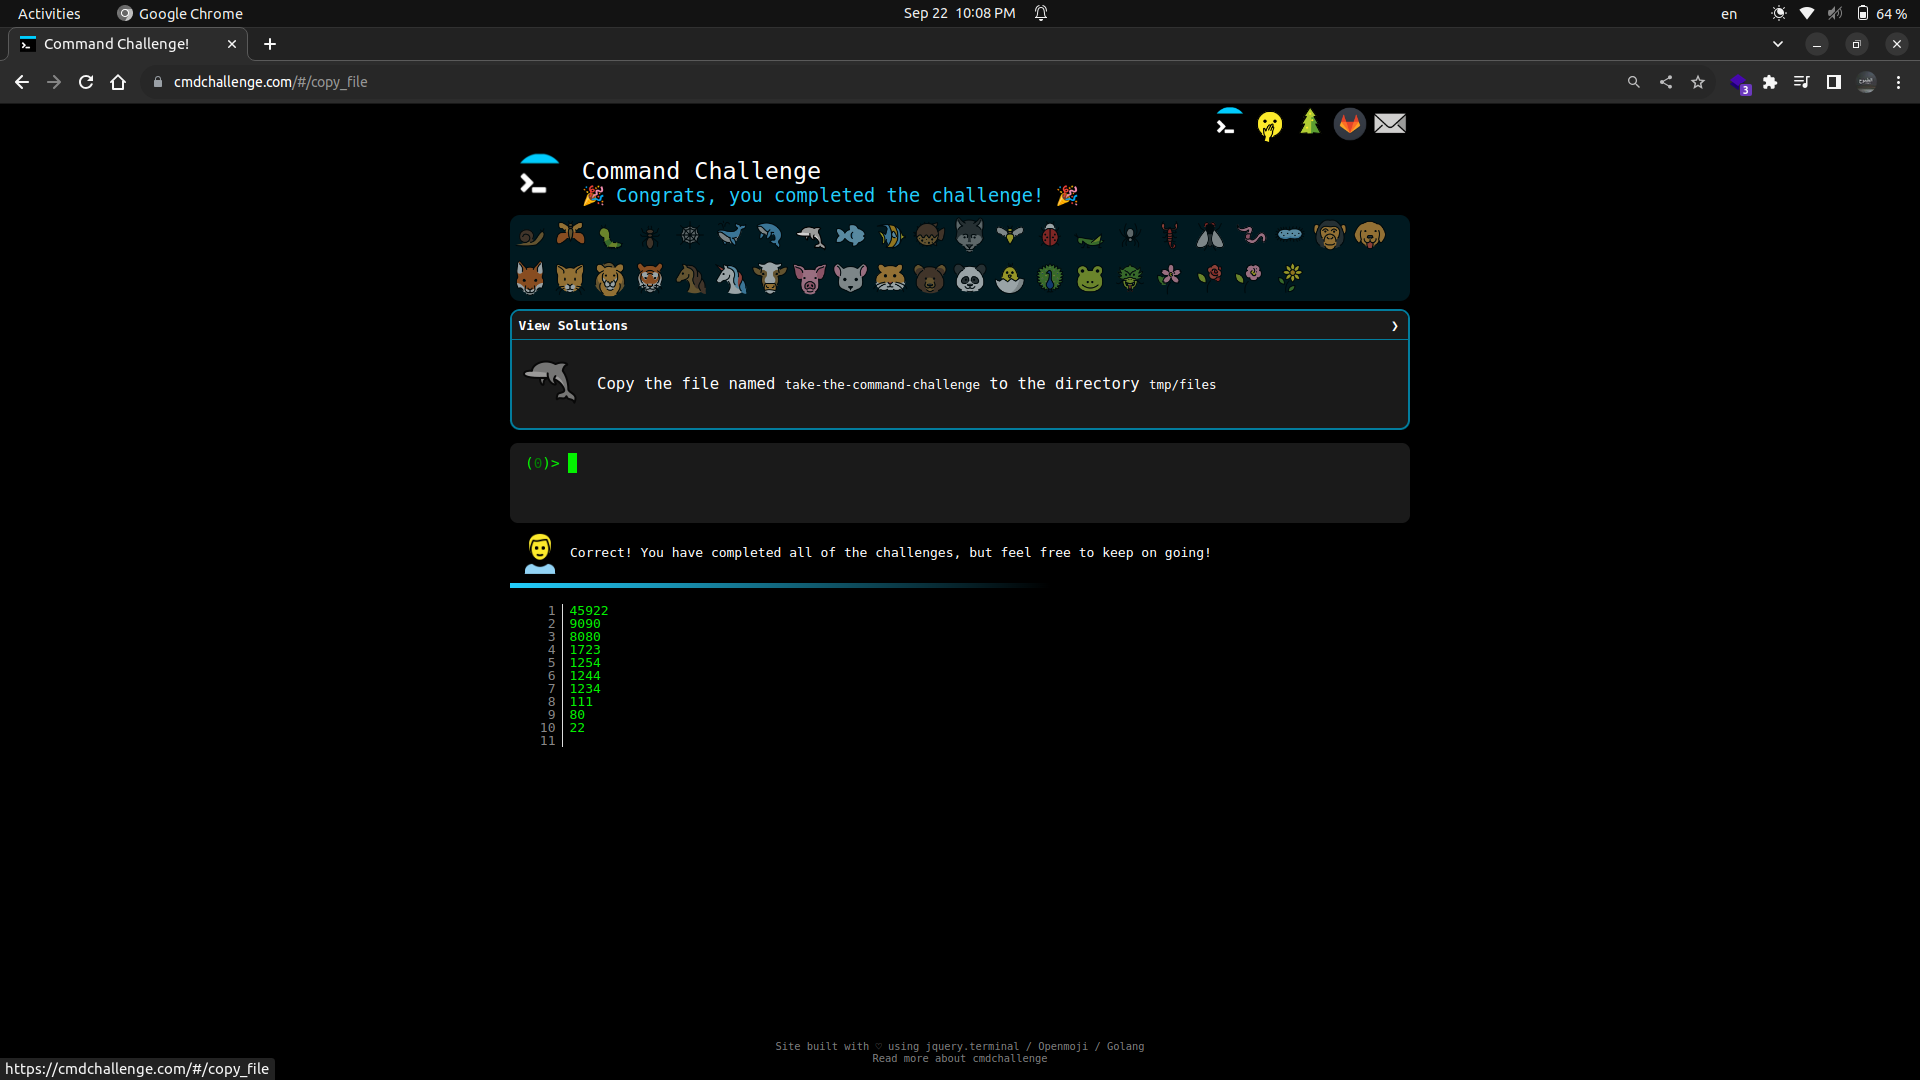 Activities
Google Chrome
Sep 22 10:08 PM
en
64 %
Command Challenge!
cmdchallenge.com/#/copy_file
3
Command Challenge
🎉 Congrats, you completed the challenge! 🎉
View Solutions ❯
Copy the file named take-the-command-challenge to the directory tmp/files
(0)>
Correct! You have completed all of the challenges, but feel free to keep on going!
1 45922
2 9090
3 8080
4 1723
5 1254
6 1244
7 1234
8 111
9 80
10 22
11
Site built with ♡ using jquery.terminal / Openmoji / Golang
Read more about cmdchallenge
https://cmdchallenge.com/#/copy_file